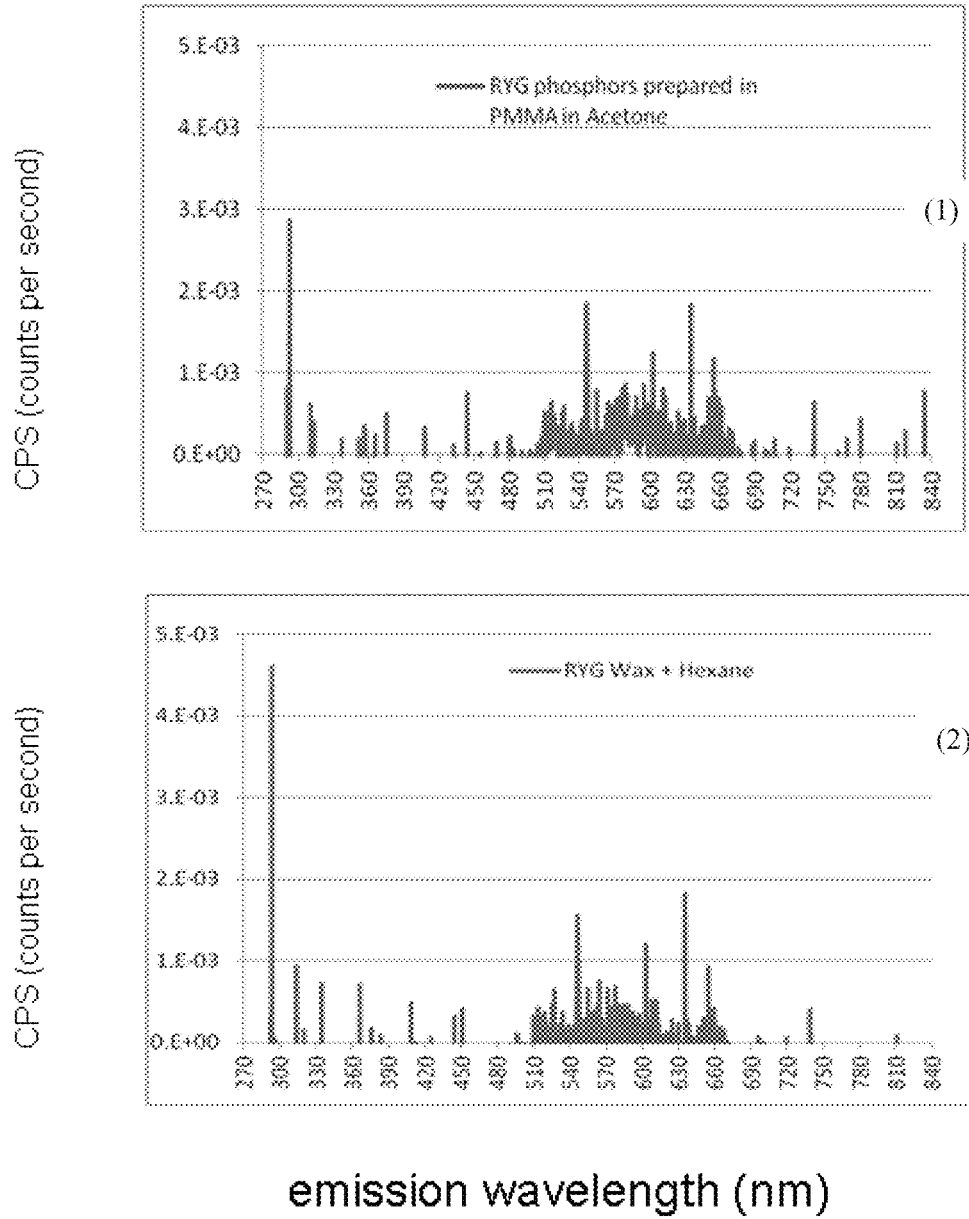 CPS (counts per second)
5.E-03
4.E-03
3.E-03
2.E-03
1.E-03
0.E+00
RYG phosphors prepared in
PMMA in Acetone
(1)
270 300 330 360 390 420 450 480 510 540 570 600 630 660 690 720 750 780 810 840
CPS (counts per second)
5.E-03
4.E-03
3.E-03
2.E-03
1.E-03
0.E+00
RYG Wax + Hexane
(2)
270 300 330 360 390 420 450 480 510 540 570 600 630 660 690 720 750 780 810 840
emission wavelength (nm)